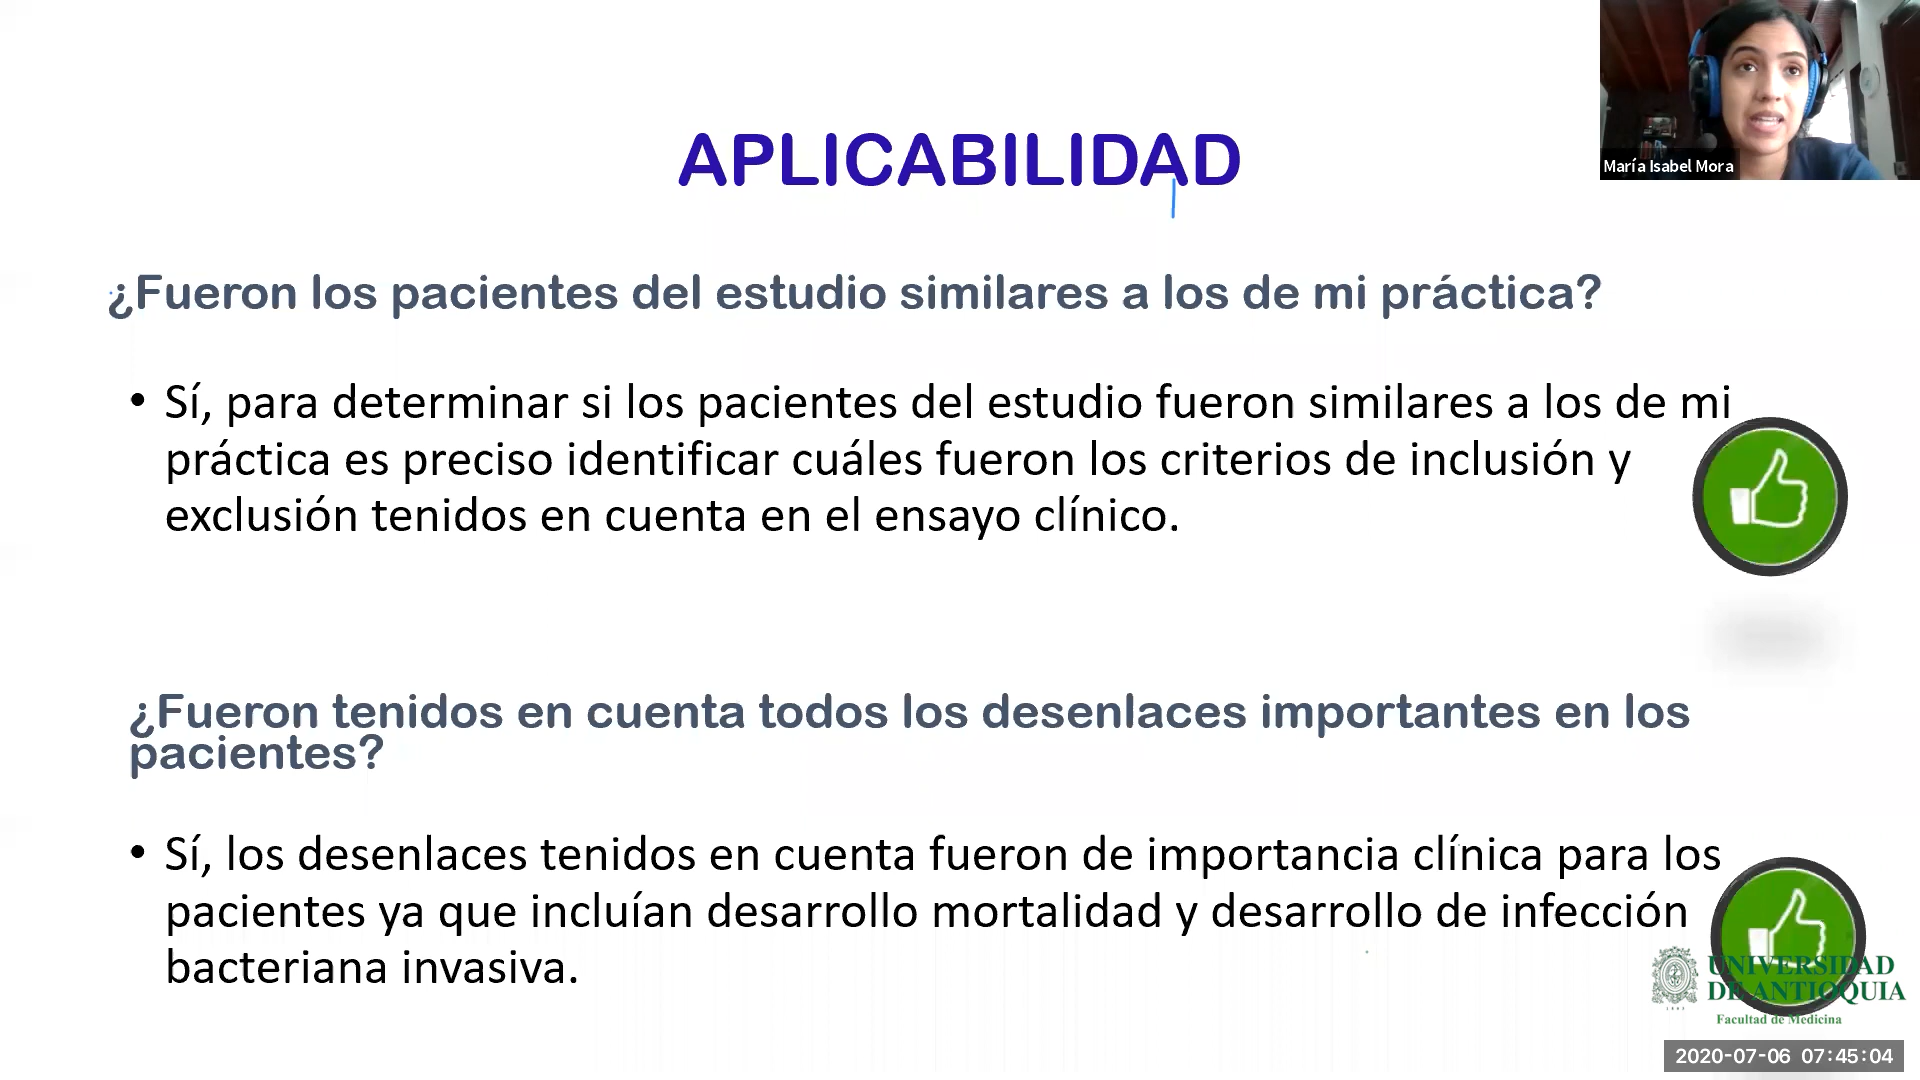 María Isabel Mora
APLICABILIDAD
¿Fueron los pacientes del estudio similares a los de mi práctica?
• Sí, para determinar si los pacientes del estudio fueron similares a los de mi
práctica es preciso identificar cuáles fueron los criterios de inclusión y
exclusión tenidos en cuenta en el ensayo clínico.
¿Fueron tenidos en cuenta todos los desenlaces importantes en los
pacientes?
• Sí, los desenlaces tenidos en cuenta fueron de importancia clínica para los
pacientes ya que incluían desarrollo mortalidad y desarrollo de infección
bacteriana invasiva.
UNIVERSIDAD
DE ANTIOQUIA
Facultad de Medicina
2020-07-06 07:45:04